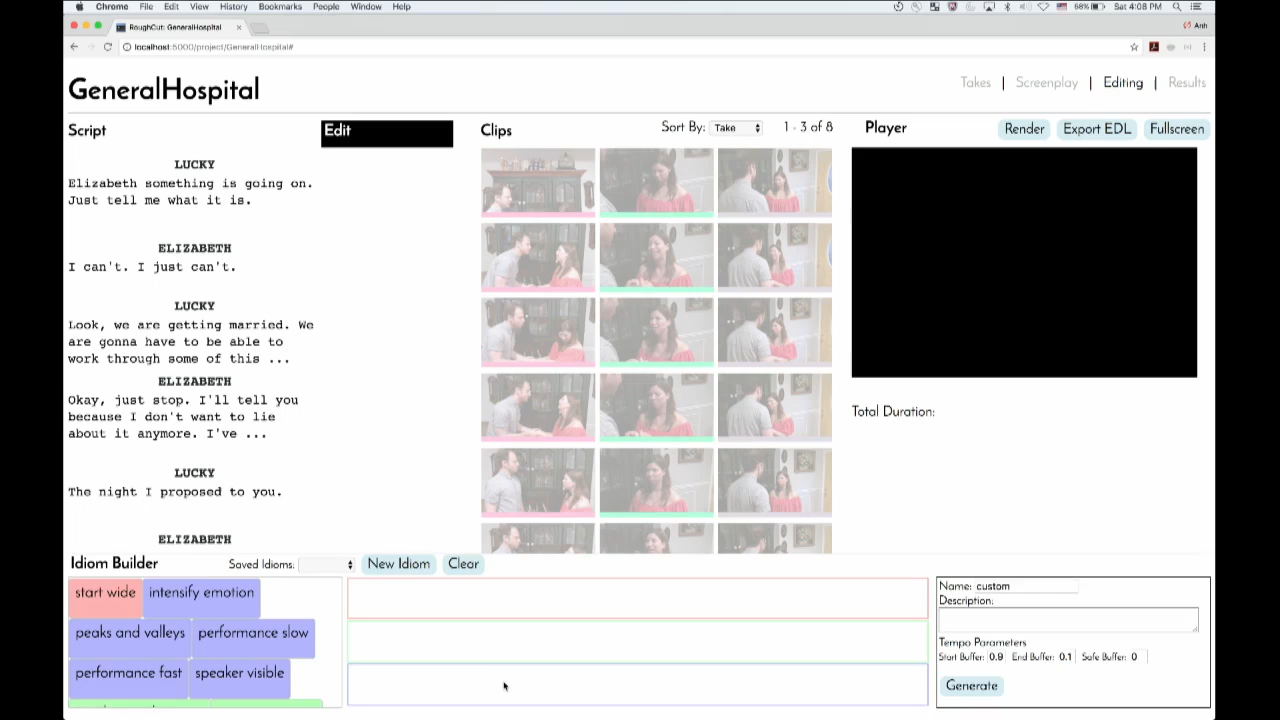 Chrome File Edit View History Bookmarks People Window Help 68% Sat 4:08 PM
RoughCut: GeneralHospital Anh
localhost:5000/project/GeneralHospital#
GeneralHospital
Takes | Screenplay | Editing | Results
Script
Edit
Clips
Sort By: Take 1 - 3 of 8
Player
Render Export EDL Fullscreen
LUCKY
Elizabeth something is going on.
Just tell me what it is.
ELIZABETH
I can't. I just can't.
LUCKY
Look, we are getting married. We
are gonna have to be able to
work through some of this ...
ELIZABETH
Okay, just stop. I'll tell you
because I don't want to lie
about it anymore. I've ...
LUCKY
The night I proposed to you.
ELIZABETH
Total Duration:
Idiom Builder
Saved Idioms: New Idiom Clear
start wide intensify emotion
peaks and valleys performance slow
performance fast speaker visible
Name: custom
Description:
Tempo Parameters
Start Buffer: 0.9 End Buffer: 0.1 Safe Buffer: 0
Generate